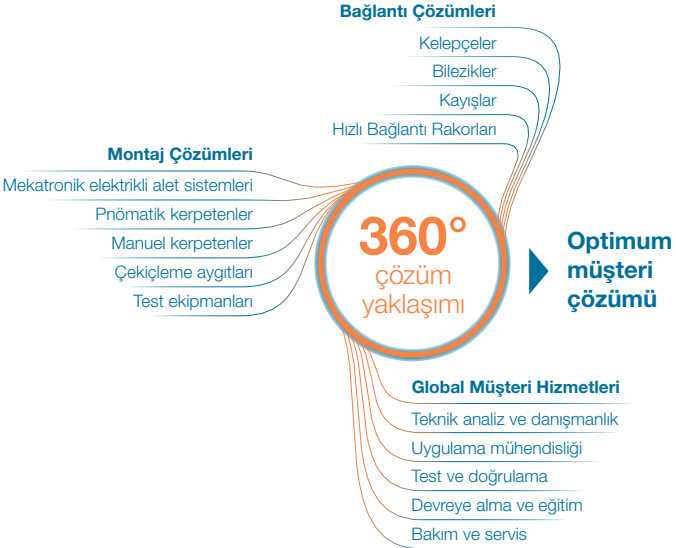 Bağlantı Çözümleri
Kelepçeler
Bilezikler
Kayışlar
Hızlı Bağlantı Rakorları
Montaj Çözümleri
Mekatronik elektrikli alet sistemleri
Pnömatik kerpetenler
Manuel kerpetenler
Çekiçleme aygıtları
Test ekipmanları
360°
çözüm
yaklaşımı
Optimum
müşteri
çözümü
Global Müşteri Hizmetleri
Teknik analiz ve danışmanlık
Uygulama mühendisliği
Test ve doğrulama
Devreye alma ve eğitim
Bakım ve servis